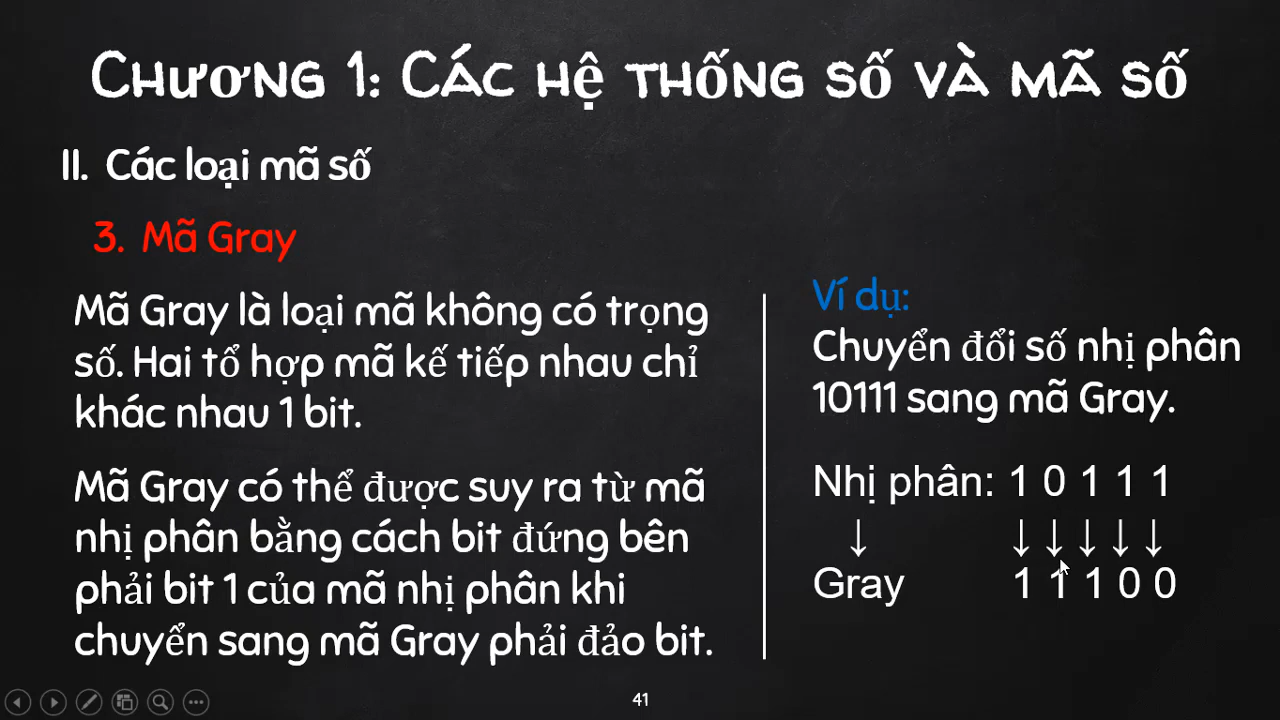 Chương 1: Các hệ thống số và mã số
II. Các loại mã số
3. Mã Gray
Mã Gray là loại mã không có trọng
số. Hai tổ hợp mã kế tiếp nhau chỉ
khác nhau 1 bit.
Mã Gray có thể được suy ra từ mã
nhị phân bằng cách bit đứng bên
phải bit 1 của mã nhị phân khi
chuyển sang mã Gray phải đảo bit.
Ví dụ:
Chuyển đổi số nhị phân
10111 sang mã Gray.
Nhị phân: 1 0 1 1 1
↓ ↓ ↓ ↓ ↓ ↓
Gray 1 1 1 0 0
41